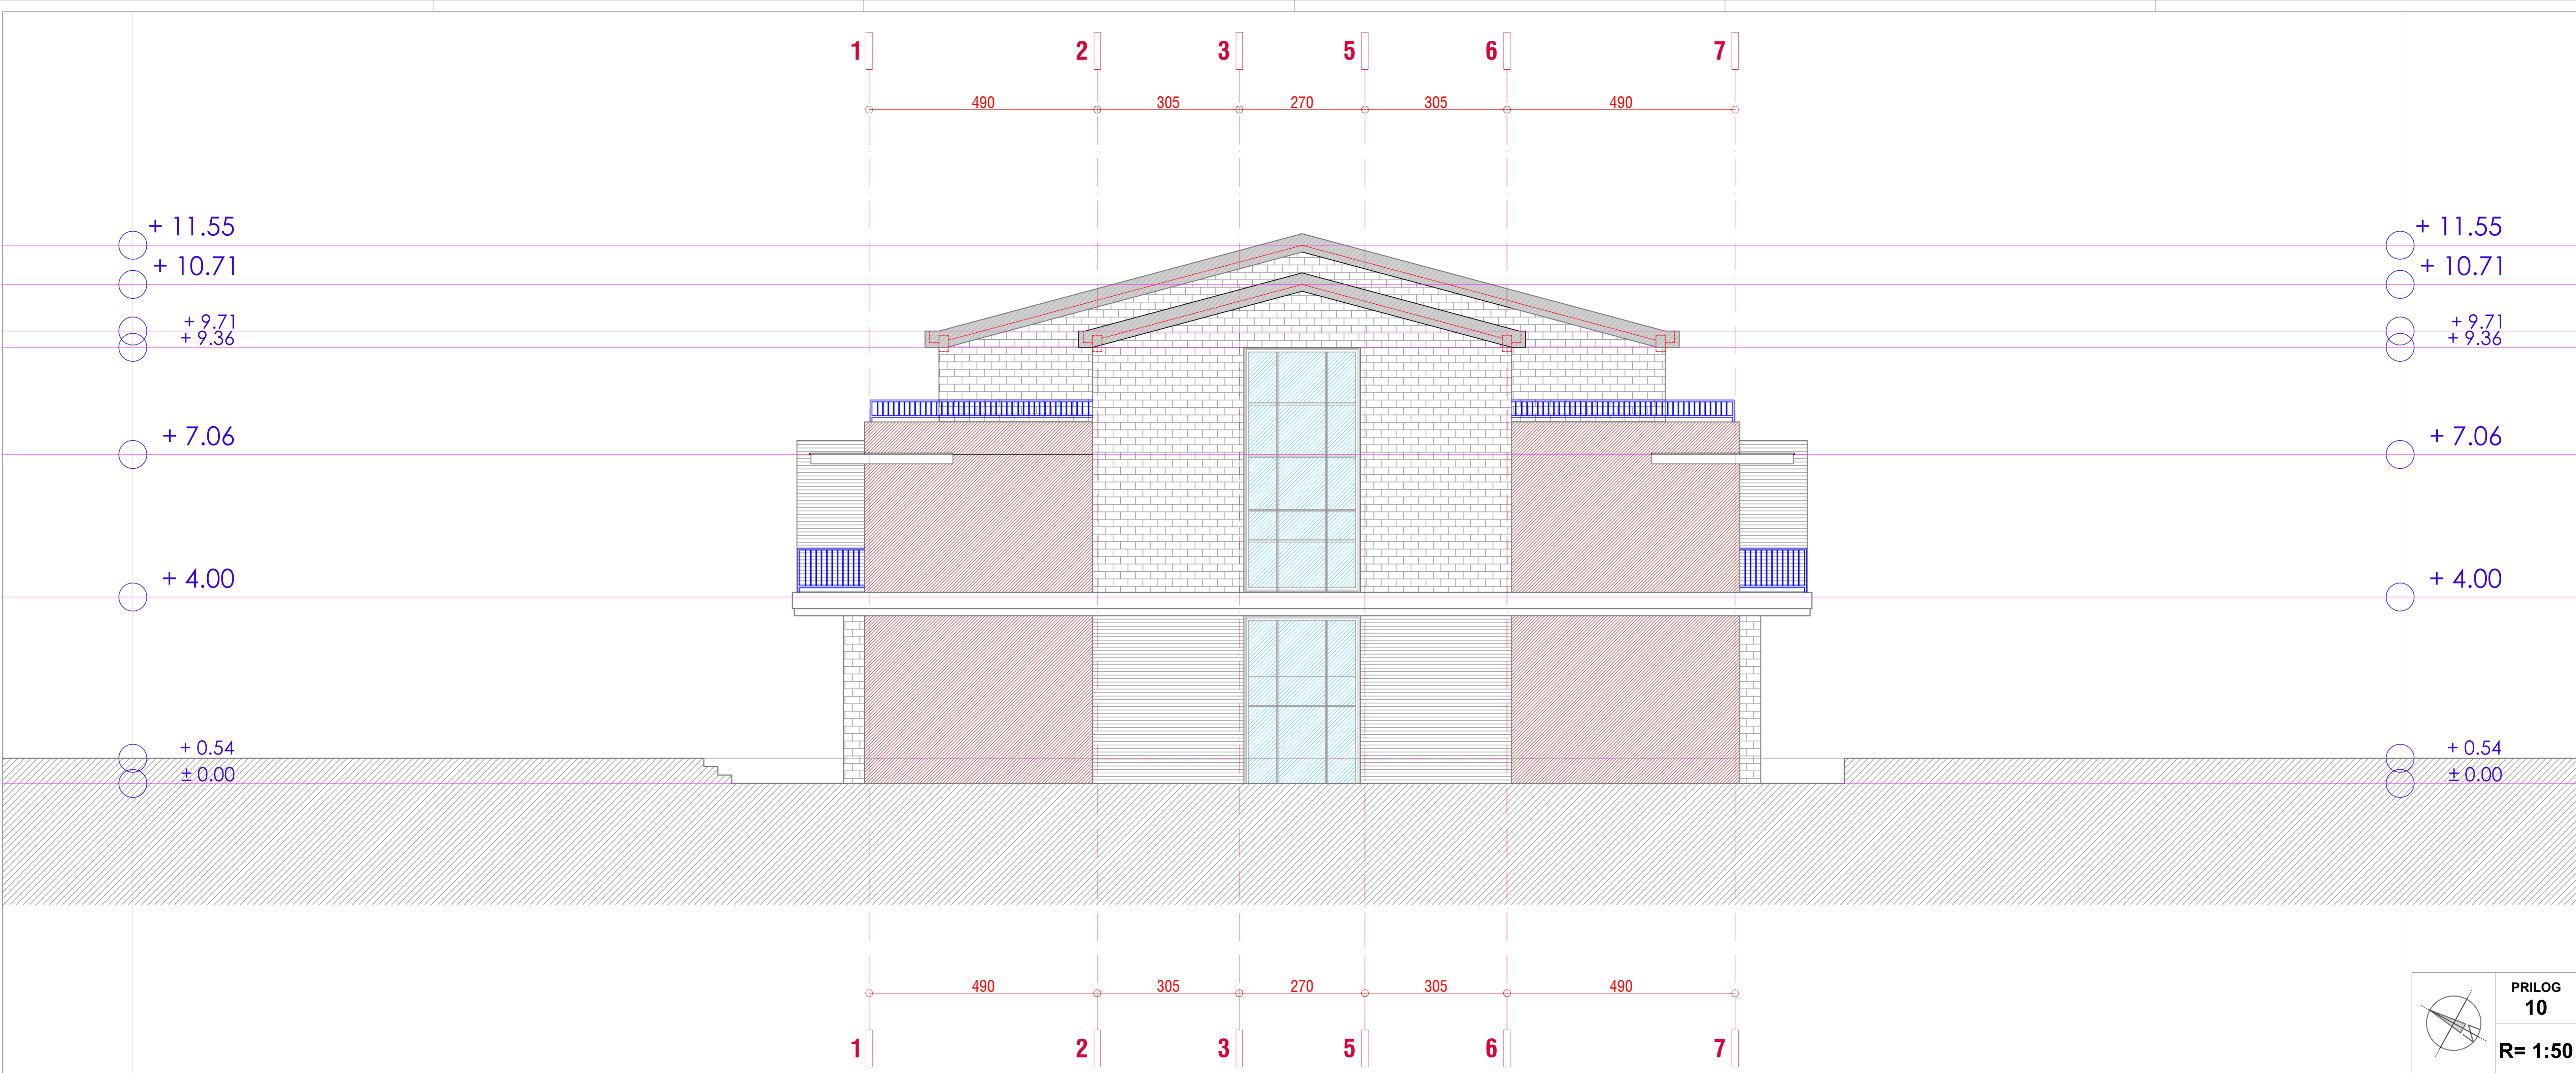 1 2 3 5 6 7
490 305 270 305 490
+ 11.55 + 11.55
+ 10.71 + 10.71
+ 9.71 + 9.71
+ 9.36 + 9.36
+ 7.06 + 7.06
+ 4.00 + 4.00
+ 0.54 + 0.54
± 0.00 ± 0.00
490 305 270 305 490
1 2 3 5 6 7
PRILOG
10
N
R= 1:50